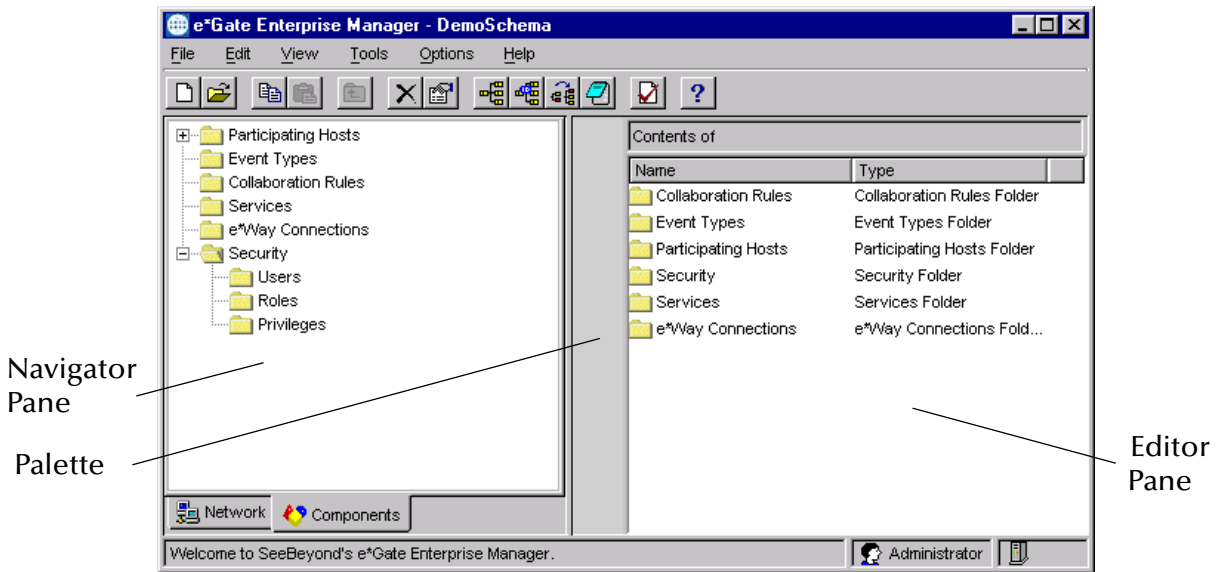 e*Gate Enterprise Manager - DemoSchema
File Edit View Tools Options Help
Participating Hosts
Event Types
Collaboration Rules
Services
e*Way Connections
Security
Users
Roles
Privileges
Contents of
Name Type
Collaboration Rules Collaboration Rules Folder
Event Types Event Types Folder
Participating Hosts Participating Hosts Folder
Security Security Folder
Services Services Folder
e*Way Connections e*Way Connections Fold...
Navigator
Pane
Palette
Editor
Pane
Network Components
Welcome to SeeBeyond's e*Gate Enterprise Manager. Administrator